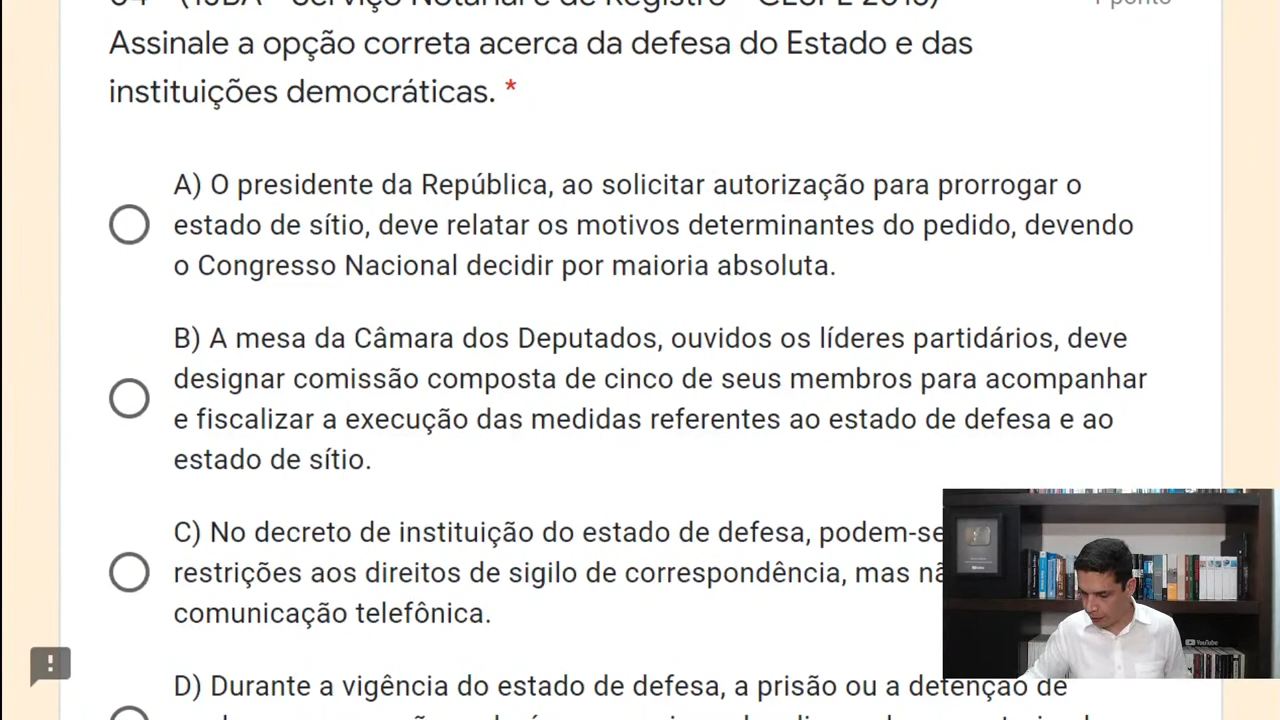 Assinale a opção correta acerca da defesa do Estado e das
instituições democráticas. *
A) O presidente da República, ao solicitar autorização para prorrogar o
estado de sítio, deve relatar os motivos determinantes do pedido, devendo
o Congresso Nacional decidir por maioria absoluta.
B) A mesa da Câmara dos Deputados, ouvidos os líderes partidários, deve
designar comissão composta de cinco de seus membros para acompanhar
e fiscalizar a execução das medidas referentes ao estado de defesa e ao
estado de sítio.
C) No decreto de instituição do estado de defesa, podem-se
restrições aos direitos de sigilo de correspondência, mas
comunicação telefônica.
D) Durante a vigência do estado de defesa, a prisão ou a detenção de
YouTube